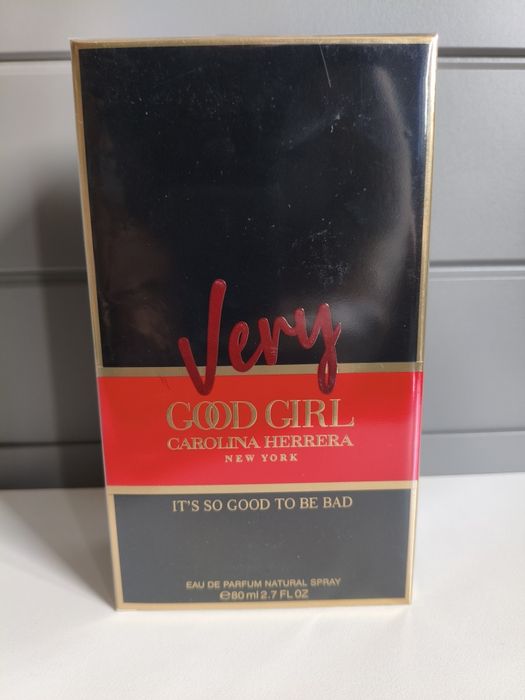 Very
GOOD GIRL
CAROLINA HERRERA
NEW YORK
IT'S SO GOOD TO BE BAD
EAU DE PARFUM NATURAL SPRAY
℮80 ml 2.7 FL OZ